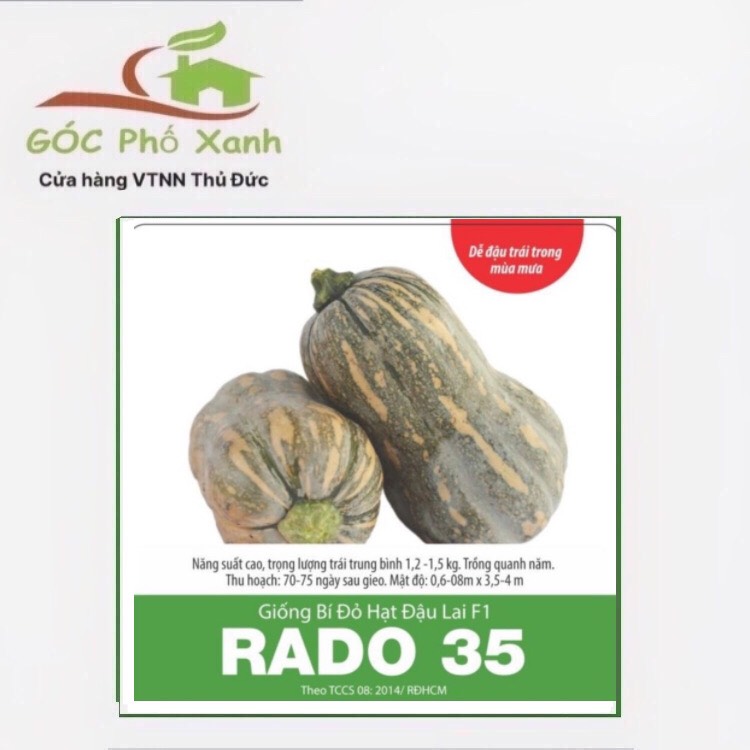 GÓC Phố Xanh
Cửa hàng VTNN Thủ Đức
Dễ đậu trái trong
mùa mưa
Năng suất cao, trọng lượng trái trung bình 1,2 -1,5 kg. Trồng quanh năm.
Thu hoạch: 70-75 ngày sau gieo. Mật độ: 0,6-08m x 3,5-4 m
Giống Bí Đỏ Hạt Đậu Lai F1
RADO 35
Theo TCCS 08: 2014/ RĐHCM